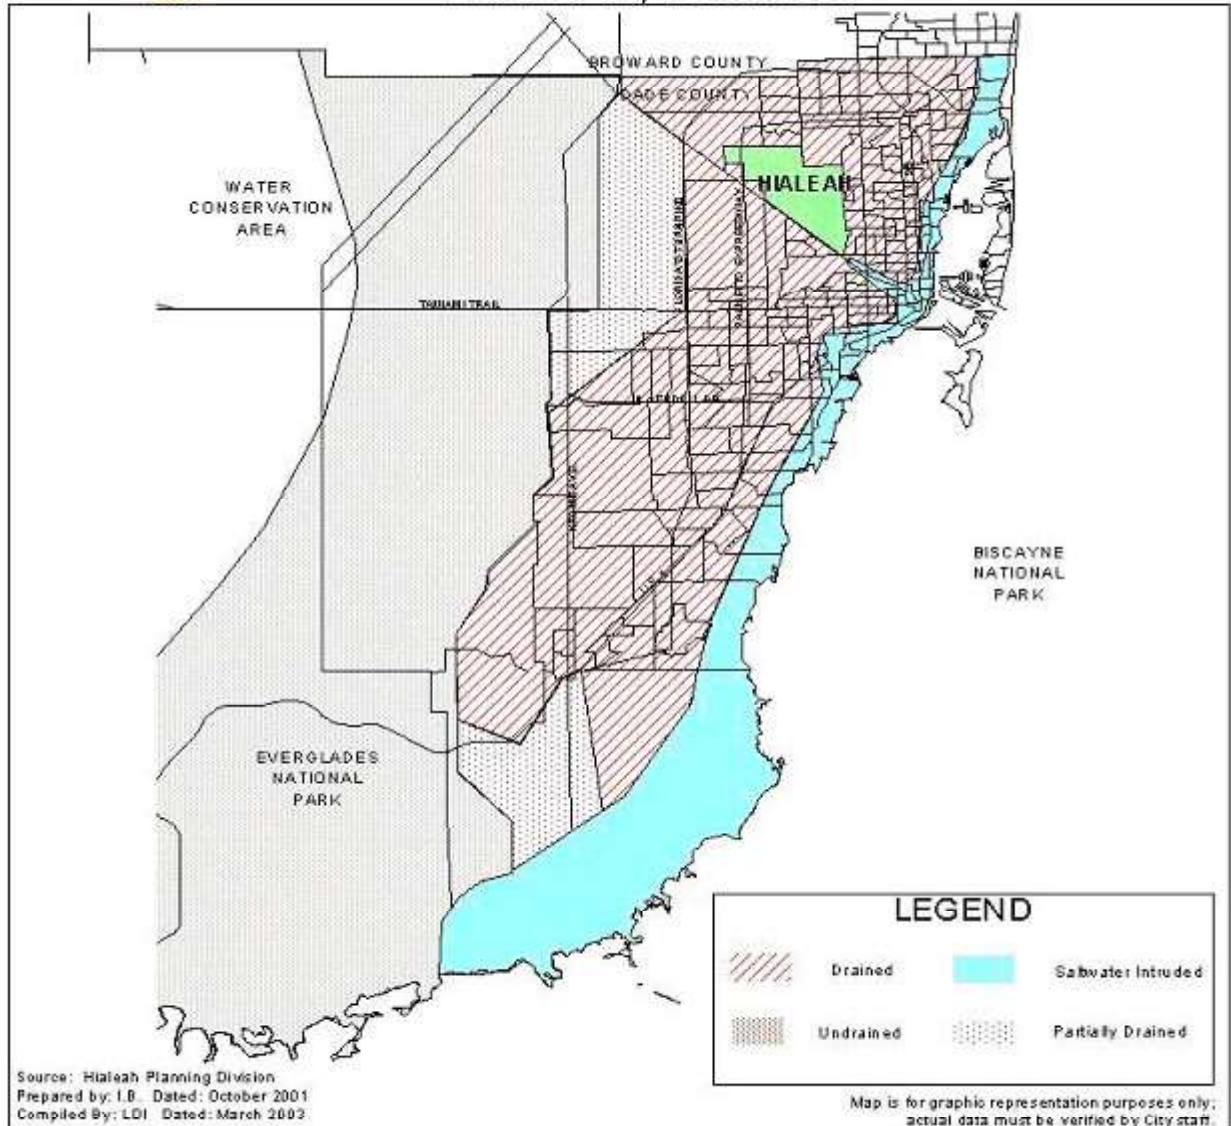 BROWARD COUNTY
DADE COUNTY
HIALEAH
WATER
CONSERVATION
AREA
TAMIAMI TRAIL
BISCAYNE
NATIONAL
PARK
EVERGLADES
NATIONAL
PARK
LEGEND
Drained
Saltwater Intruded
Undrained
Partially Drained
Source: Hialeah Planning Division
Prepared by: I.B. Dated: October 2001
Compiled By: LDI Dated: March 2003
Map is for graphic representation purposes only;
actual data must be verified by City staff.